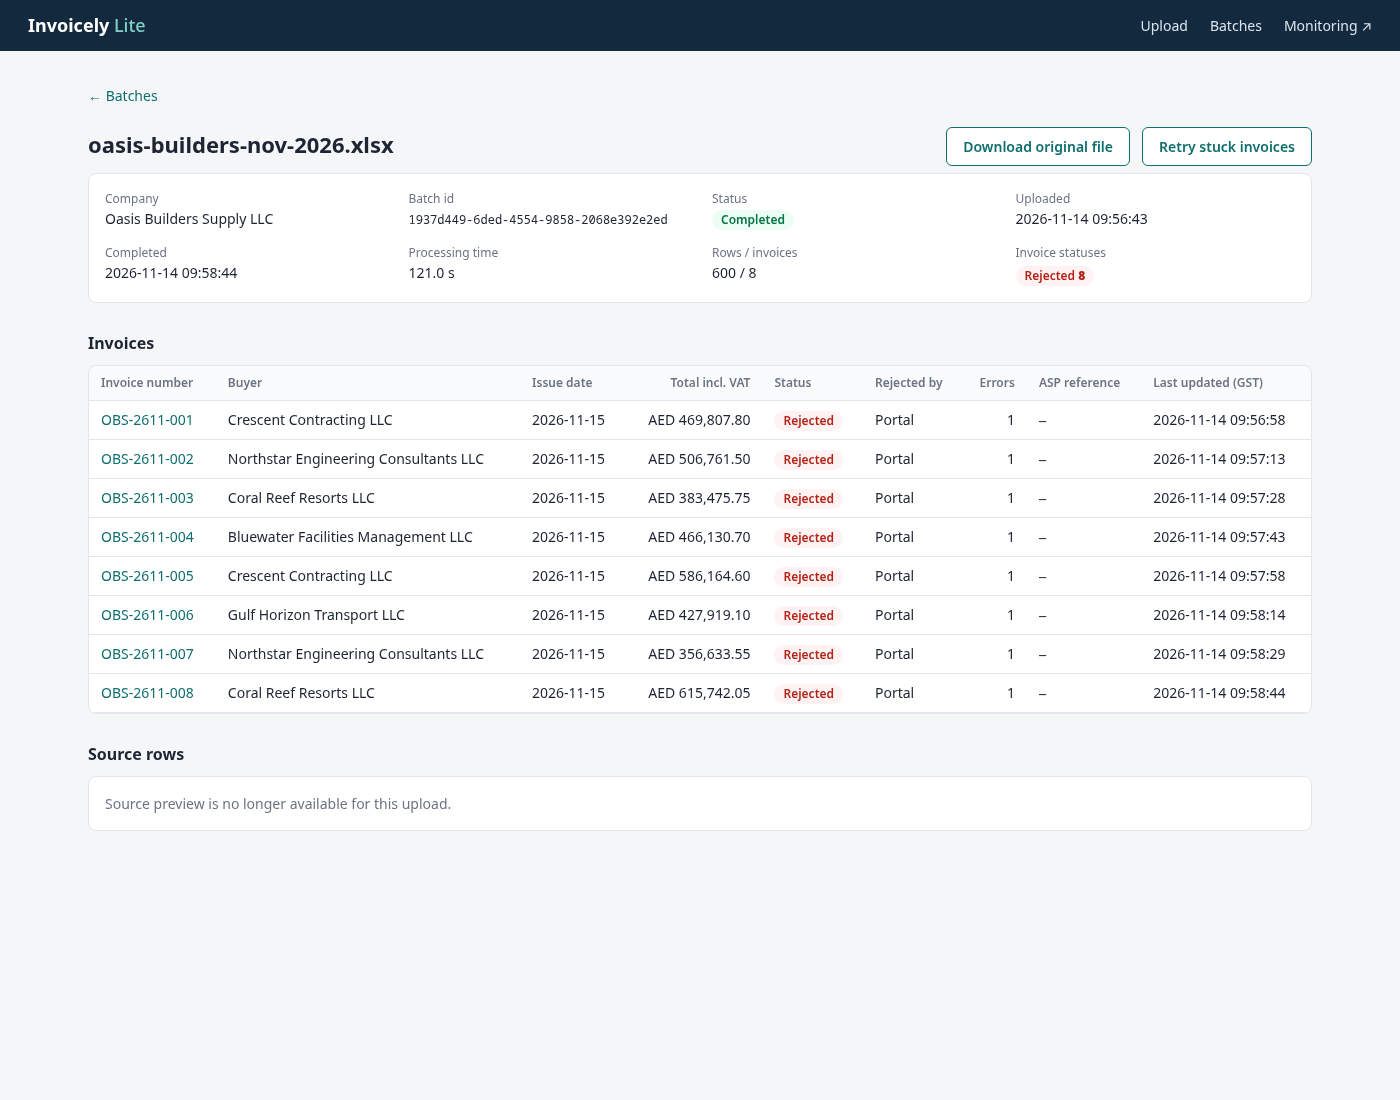 Invoicely Lite Upload Batches Monitoring ↗
← Batches
oasis-builders-nov-2026.xlsx Download original file Retry stuck invoices
Company Batch id Status Uploaded
Oasis Builders Supply LLC 1937d449-6ded-4554-9858-2068e392e2ed Completed 2026-11-14 09:56:43
Completed Processing time Rows / invoices Invoice statuses
2026-11-14 09:58:44 121.0 s 600 / 8 Rejected 8
Invoices
Invoice number Buyer Issue date Total incl. VAT Status Rejected by Errors ASP reference Last updated (GST)
OBS-2611-001 Crescent Contracting LLC 2026-11-15 AED 469,807.80 Rejected Portal 1 – 2026-11-14 09:56:58
OBS-2611-002 Northstar Engineering Consultants LLC 2026-11-15 AED 506,761.50 Rejected Portal 1 – 2026-11-14 09:57:13
OBS-2611-003 Coral Reef Resorts LLC 2026-11-15 AED 383,475.75 Rejected Portal 1 – 2026-11-14 09:57:28
OBS-2611-004 Bluewater Facilities Management LLC 2026-11-15 AED 466,130.70 Rejected Portal 1 – 2026-11-14 09:57:43
OBS-2611-005 Crescent Contracting LLC 2026-11-15 AED 586,164.60 Rejected Portal 1 – 2026-11-14 09:57:58
OBS-2611-006 Gulf Horizon Transport LLC 2026-11-15 AED 427,919.10 Rejected Portal 1 – 2026-11-14 09:58:14
OBS-2611-007 Northstar Engineering Consultants LLC 2026-11-15 AED 356,633.55 Rejected Portal 1 – 2026-11-14 09:58:29
OBS-2611-008 Coral Reef Resorts LLC 2026-11-15 AED 615,742.05 Rejected Portal 1 – 2026-11-14 09:58:44
Source rows
Source preview is no longer available for this upload.